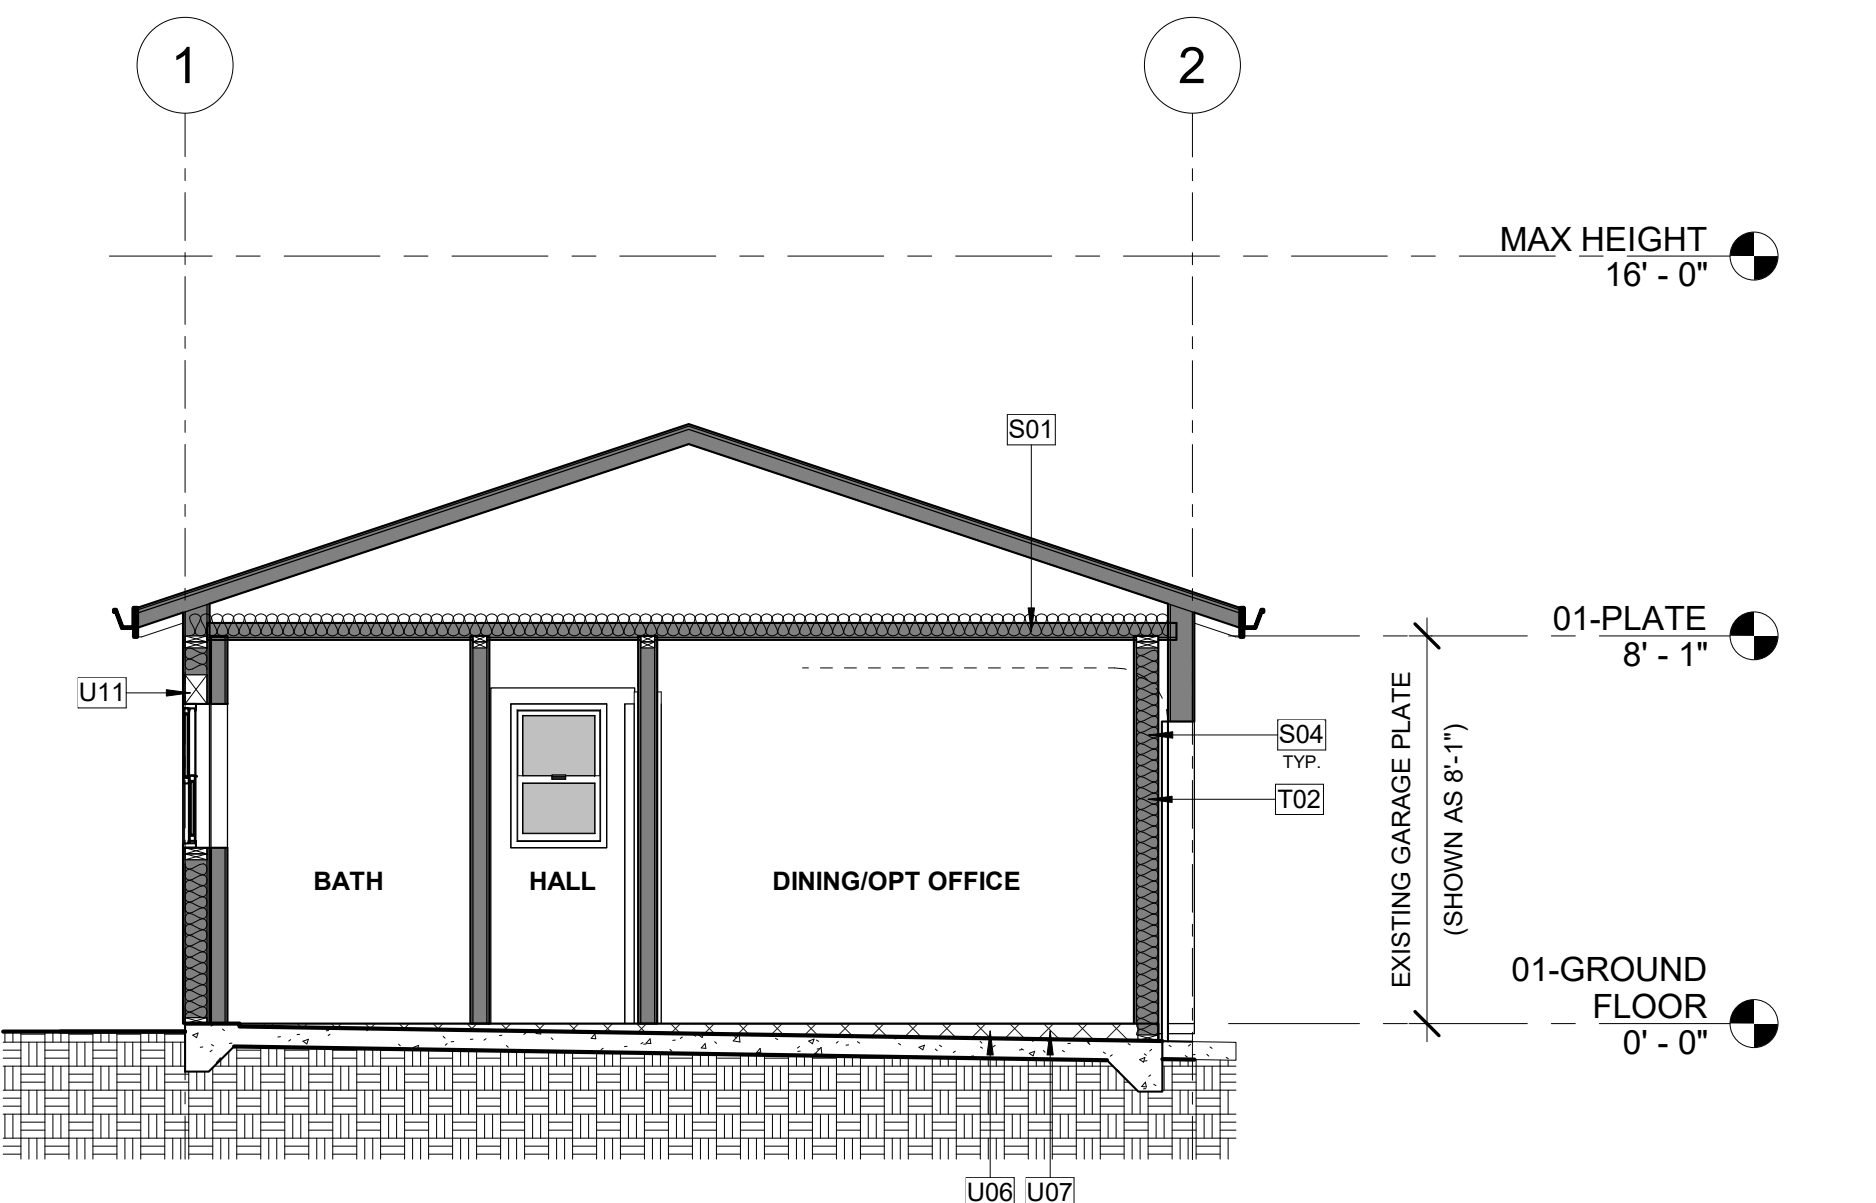 1
2
MAX HEIGHT
16' - 0"
S01
01-PLATE
8' - 1"
U11
S04
TYP.
T02
EXISTING GARAGE PLATE
(SHOWN AS 8'-1")
BATH
HALL
DINING/OPT OFFICE
01-GROUND
FLOOR
0' - 0"
U06
U07